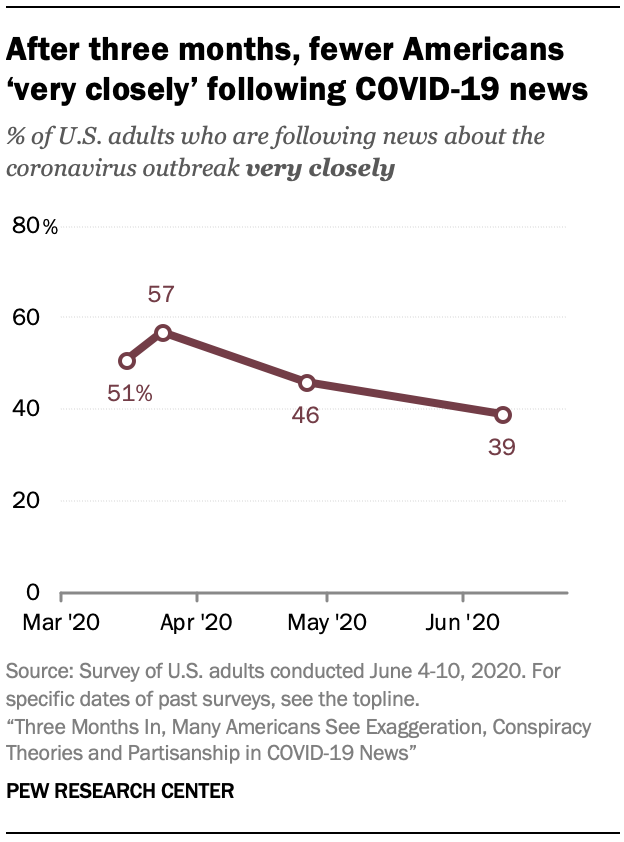 After three months, fewer Americans
‘very closely’ following COVID-19 news
% of U.S. adults who are following news about the
coronavirus outbreak very closely
80%
57
60
51%
46
40
39
20
0
Mar '20 Apr '20 May '20 Jun '20
Source: Survey of U.S. adults conducted June 4-10, 2020. For
specific dates of past surveys, see the topline.
“Three Months In, Many Americans See Exaggeration, Conspiracy
Theories and Partisanship in COVID-19 News”
PEW RESEARCH CENTER